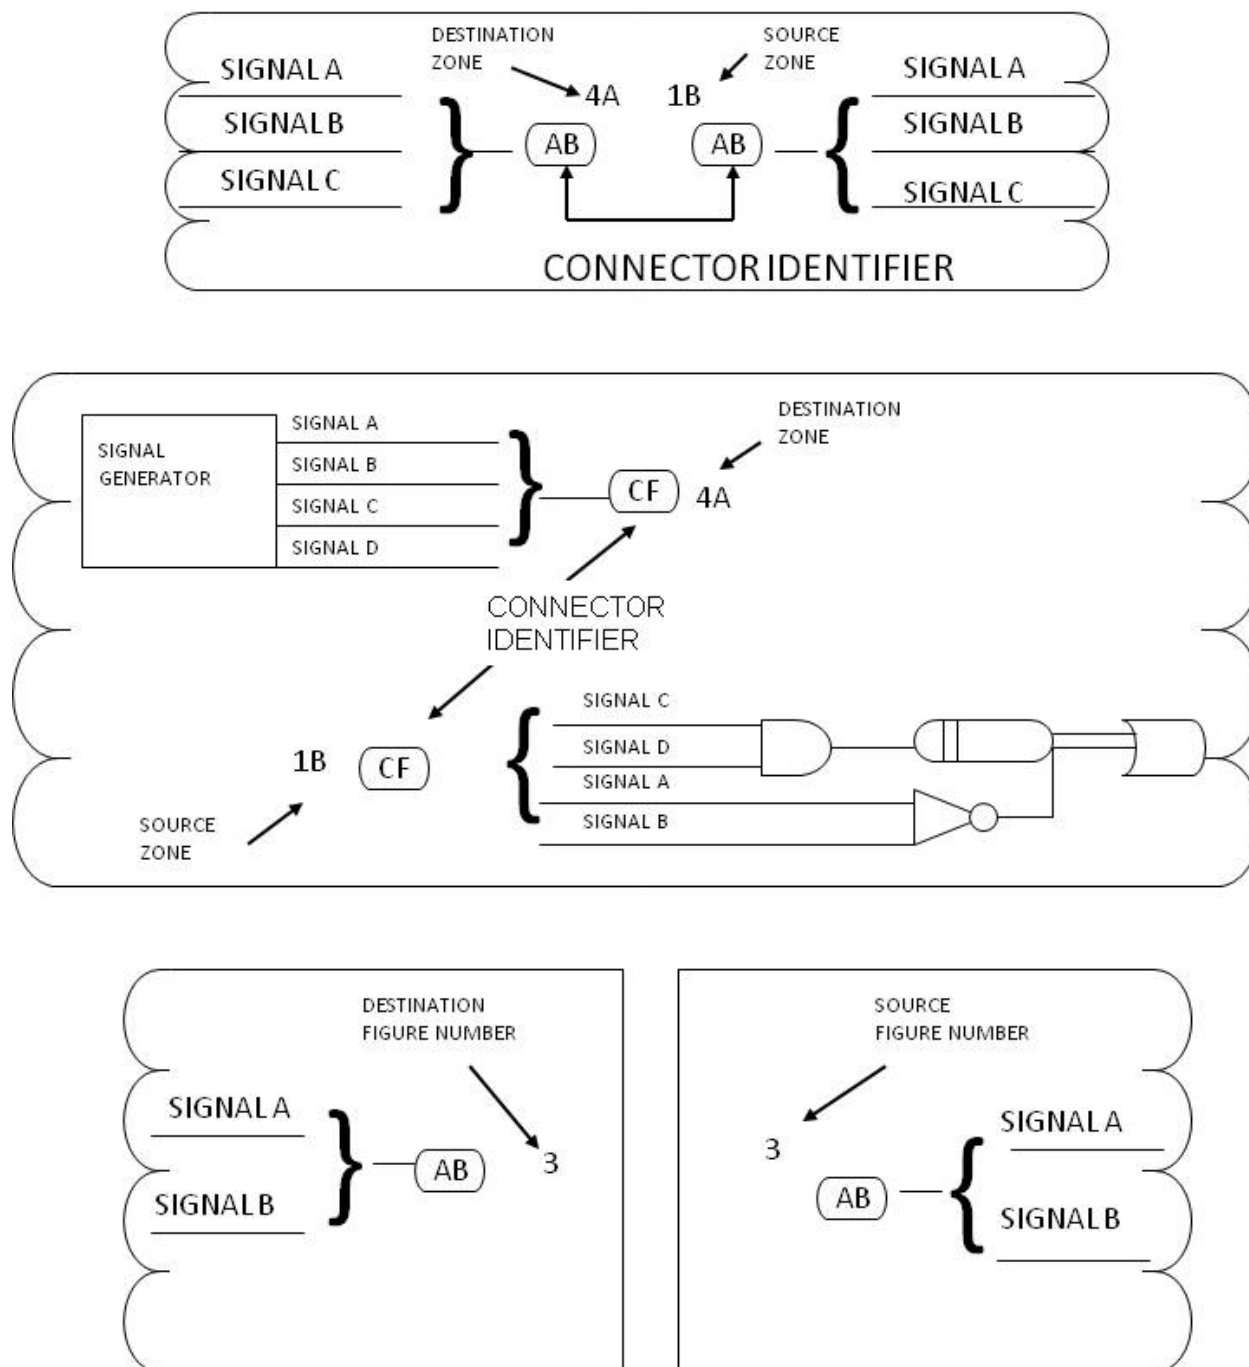 DESTINATION
ZONE
SOURCE
ZONE
SIGNAL A
4A
1B
SIGNAL A
SIGNAL B
AB
AB
SIGNAL B
SIGNAL C
SIGNAL C
CONNECTOR IDENTIFIER
SIGNAL
GENERATOR
SIGNAL A
SIGNAL B
SIGNAL C
SIGNAL D
CF
4A
DESTINATION
ZONE
CONNECTOR
IDENTIFIER
1B
CF
SOURCE
ZONE
SIGNAL C
SIGNAL D
SIGNAL A
SIGNAL B
DESTINATION
FIGURE NUMBER
SIGNAL A
SIGNAL B
AB
3
SOURCE
FIGURE NUMBER
3
AB
SIGNAL A
SIGNAL B